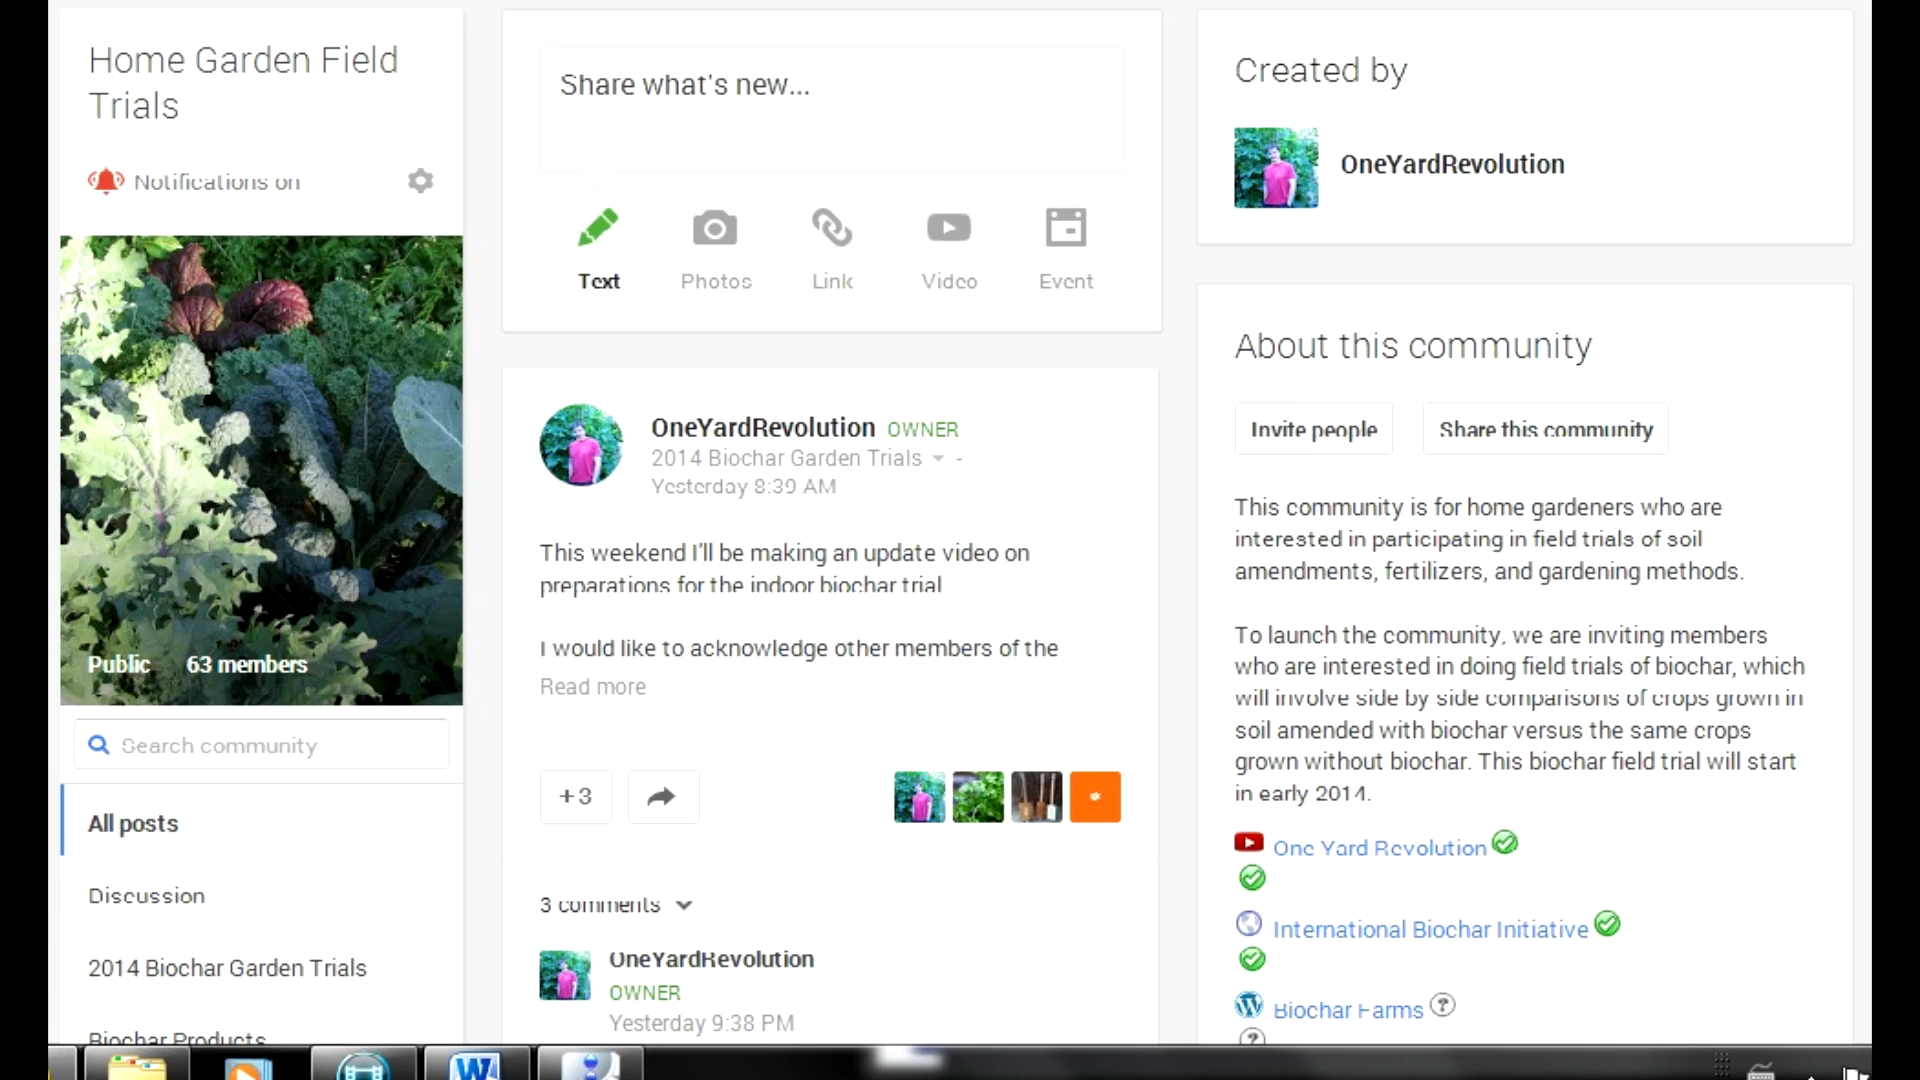 Home Garden Field
Trials
Notifications on
Public 63 members
Search community
All posts
Discussion
2014 Biochar Garden Trials
Biochar Products
Share what's new...
Text Photos Link Video Event
OneYardRevolution OWNER
2014 Biochar Garden Trials -
Yesterday 8:39 AM
This weekend I'll be making an update video on
preparations for the indoor biochar trial
I would like to acknowledge other members of the
Read more
+3
3 comments
OneYardRevolution
OWNER
Yesterday 9:38 PM
Created by
OneYardRevolution
About this community
Invite people Share this community
This community is for home gardeners who are
interested in participating in field trials of soil
amendments, fertilizers, and gardening methods.
To launch the community, we are inviting members
who are interested in doing field trials of biochar, which
will involve side by side comparisons of crops grown in
soil amended with biochar versus the same crops
grown without biochar. This biochar field trial will start
in early 2014.
One Yard Revolution
International Biochar Initiative
Biochar Farms